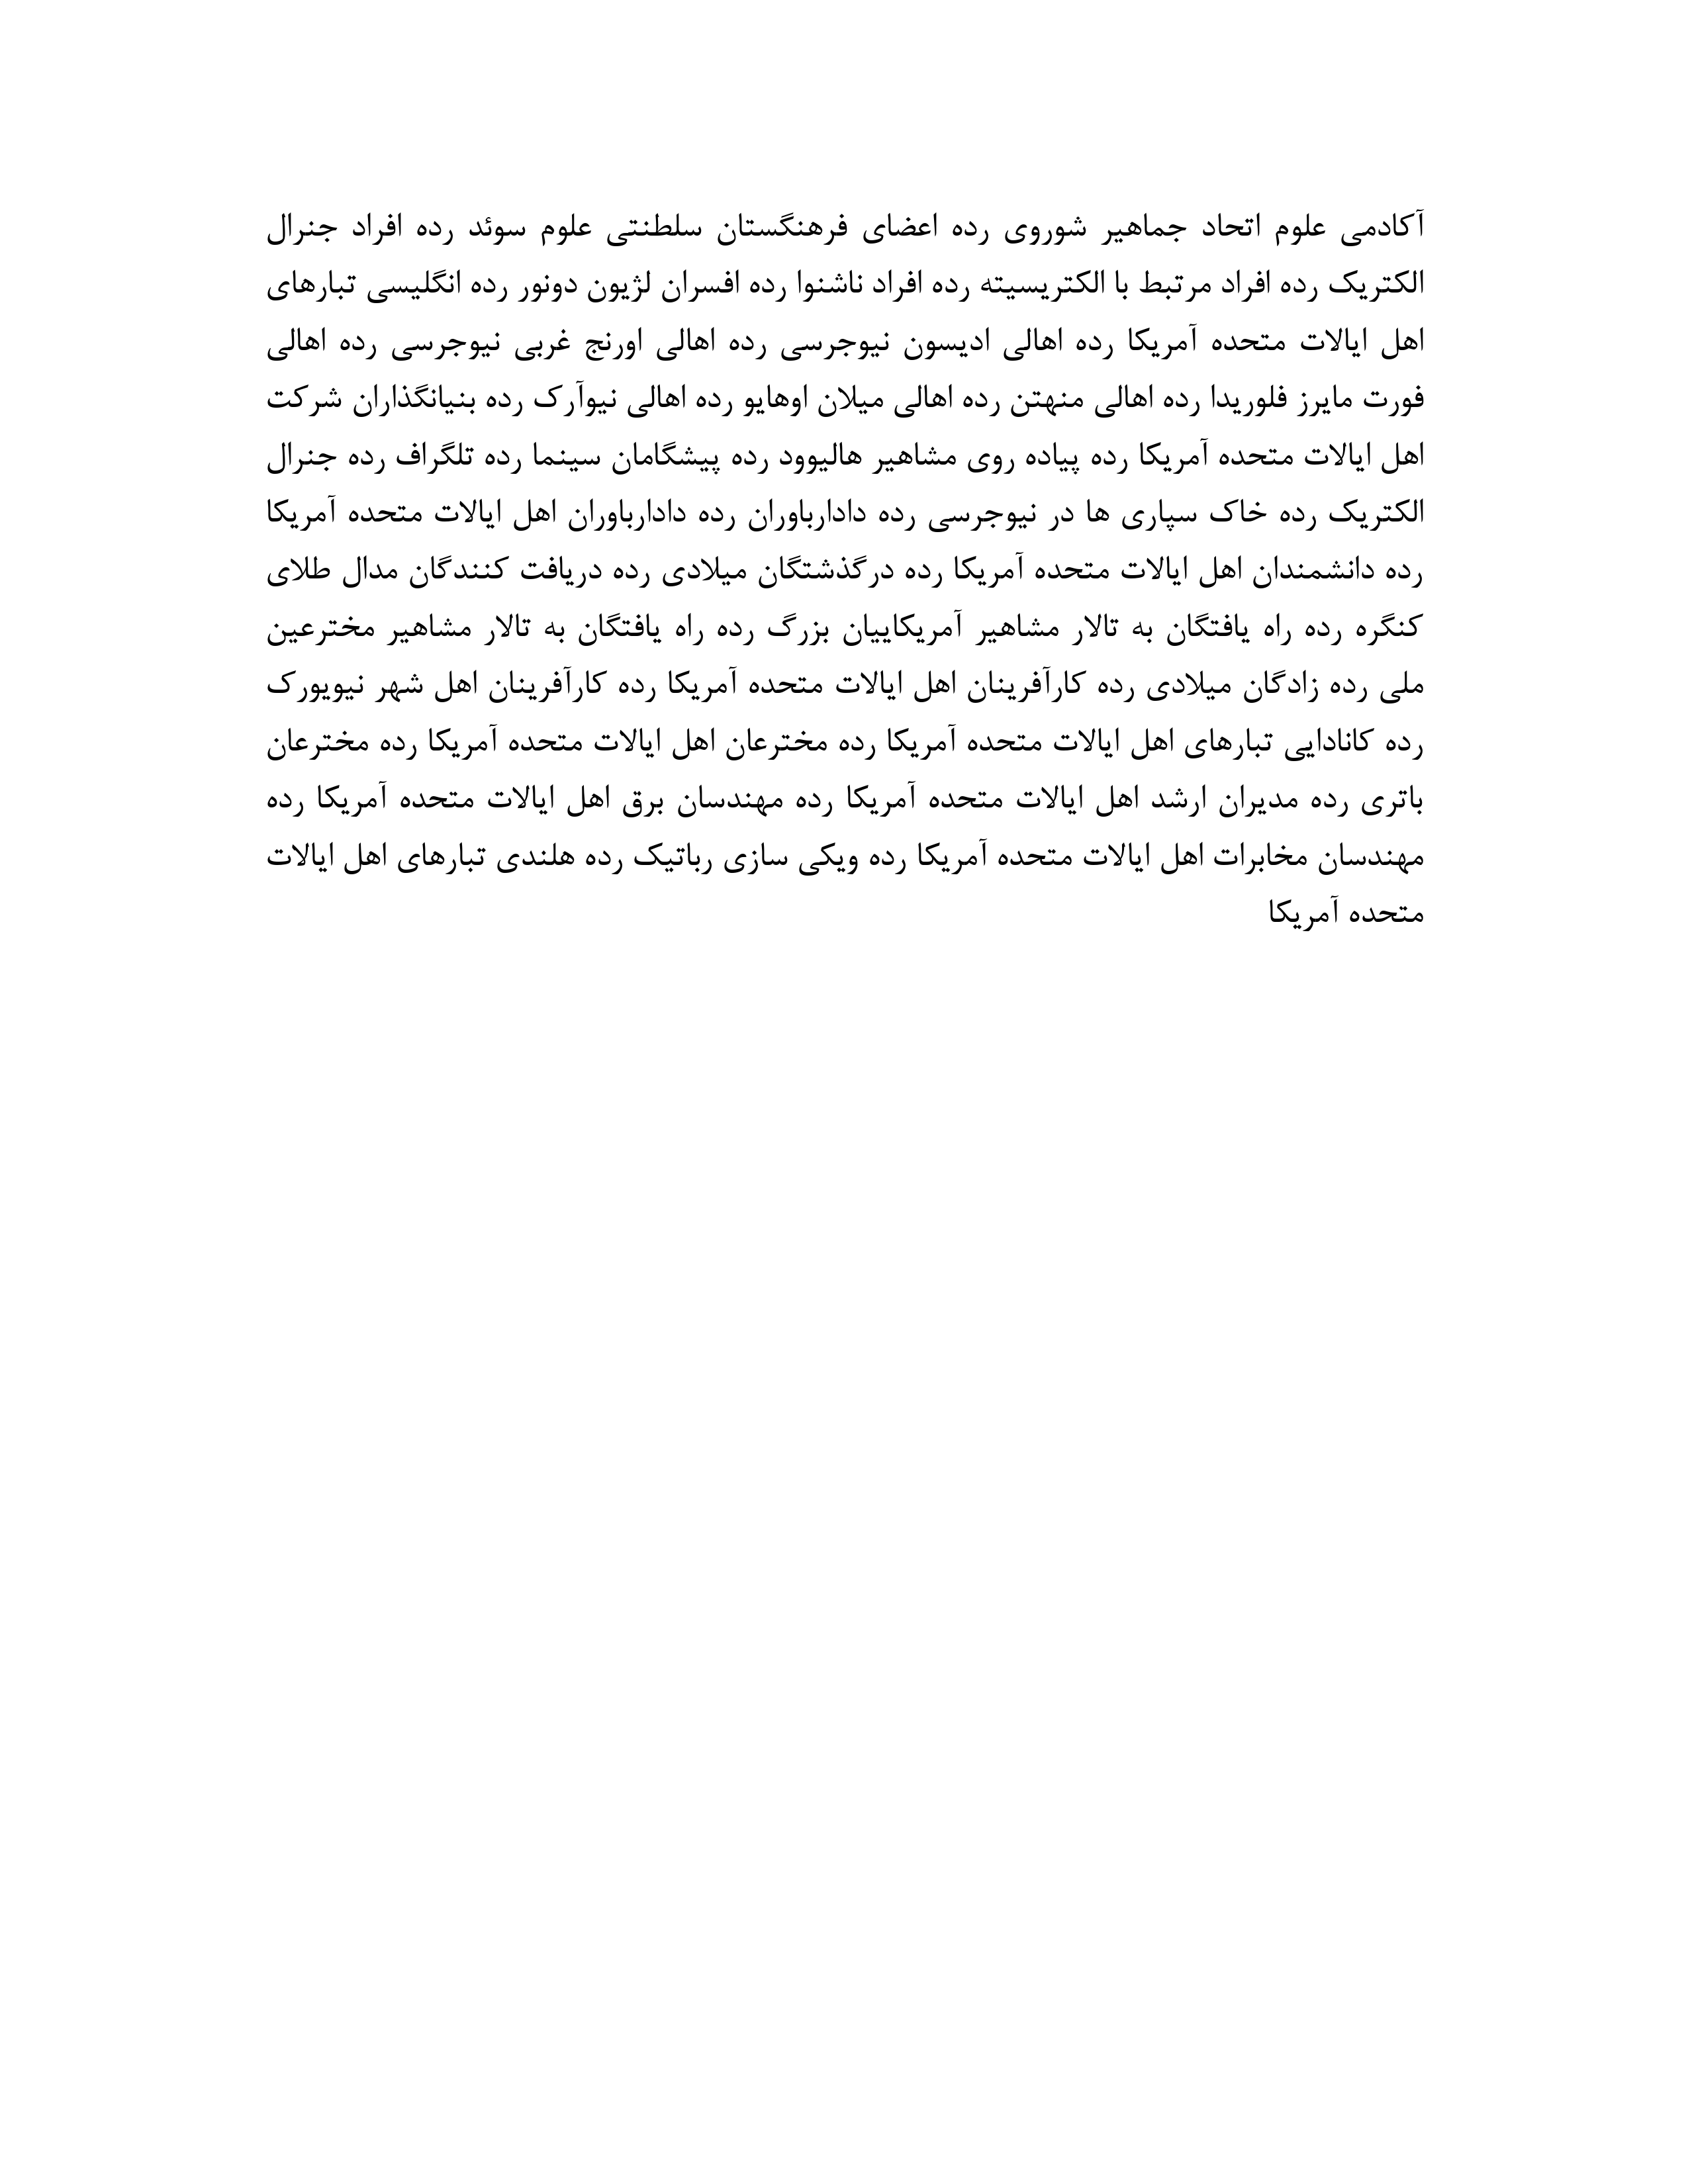 آکادمی علوم اتحاد جماهیر شوروی رده اعضای فرهنگستان سلطنتی علوم سوئد رده افراد جنرال
الکتریک رده افراد مرتبط با الکتریسیته رده افراد ناشنوا رده افسران لژیون دونور رده انگلیسی تبارهای
اهل ایالات متحده آمریکا رده اهالی ادیسون نیوجرسی رده اهالی اورنج غربی نیوجرسی رده اهالی
فورت مایرز فلوریدا رده اهالی منهتن رده اهالی میلان اوهایو رده اهالی نیوآرک رده بنیانگذاران شرکت
اهل ایالات متحده آمریکا رده پیاده روی مشاهیر هالیوود رده پیشگامان سینما رده تلگراف رده جنرال
الکتریک رده خاک سپاری ها در نیوجرسی رده دادارباوران رده دادارباوران اهل ایالات متحده آمریکا
رده دانشمندان اهل ایالات متحده آمریکا رده درگذشتگان میلادی رده دریافت کنندگان مدال طلای
کنگره رده راه یافتگان به تالار مشاهیر آمریکاییان بزرگ رده راه یافتگان به تالار مشاهیر مخترعین
ملی رده زادگان میلادی رده کارآفرینان اهل ایالات متحده آمریکا رده کارآفرینان اهل شهر نیویورک
رده کانادایی تبارهای اهل ایالات متحده آمریکا رده مخترعان اهل ایالات متحده آمریکا رده مخترعان
باتری رده مدیران ارشد اهل ایالات متحده آمریکا رده مهندسان برق اهل ایالات متحده آمریکا رده
مهندسان مخابرات اهل ایالات متحده آمریکا رده ویکی سازی رباتیک رده هلندی تبارهای اهل ایالات
متحده آمریکا